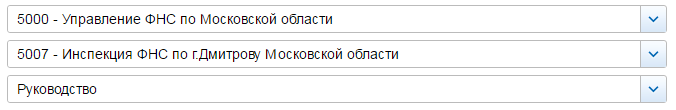 5000 - Управление ФНС по Московской области
5007 - Инспекция ФНС по г.Дмитрову Московской области
Руководство